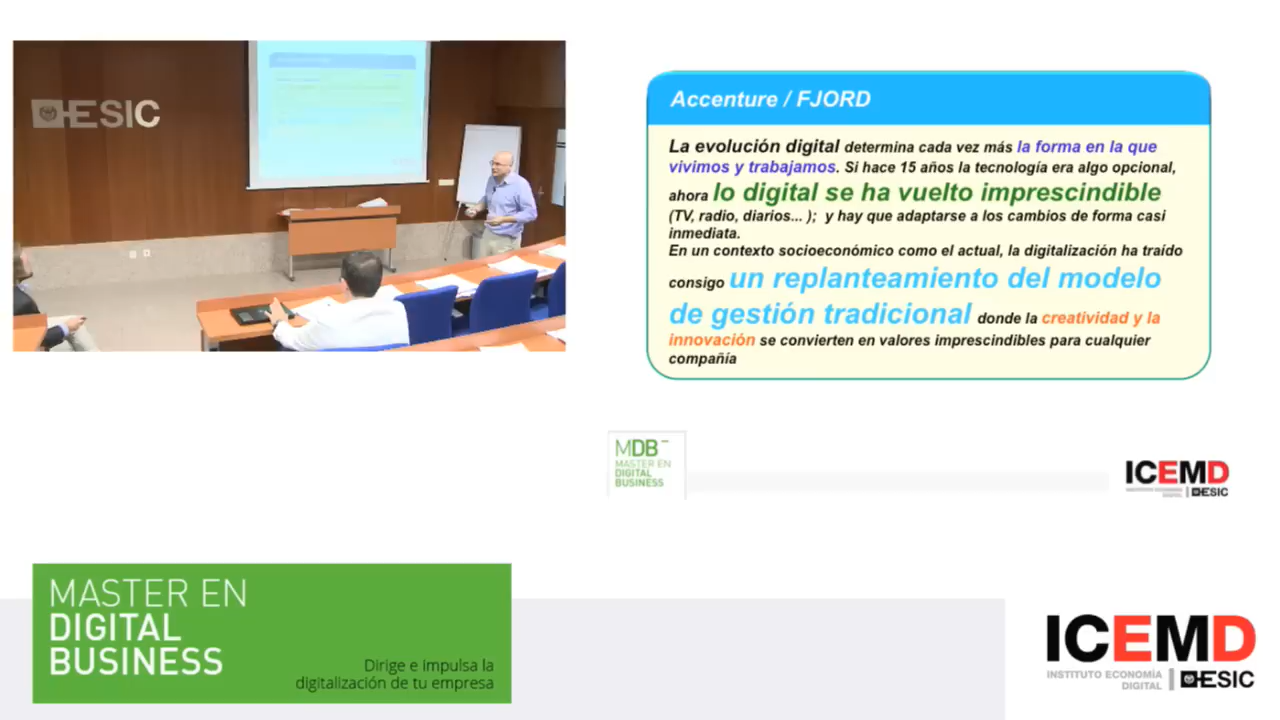 ESIC
Accenture / FJORD
La evolución digital determina cada vez más la forma en la que
vivimos y trabajamos. Si hace 15 años la tecnología era algo opcional,
ahora lo digital se ha vuelto imprescindible
(TV, radio, diarios... ); y hay que adaptarse a los cambios de forma casi
inmediata.
En un contexto socioeconómico como el actual, la digitalización ha traído
consigo un replanteamiento del modelo
de gestión tradicional donde la creatividad y la
innovación se convierten en valores imprescindibles para cualquier
compañía
MDB
MASTER EN
DIGITAL
BUSINESS
ICEMD
ESIC
MASTER EN
DIGITAL
BUSINESS
Dirige e impulsa la
digitalización de tu empresa
ICEMD
INSTITUTO ECONOMÍA
DIGITAL
ESIC